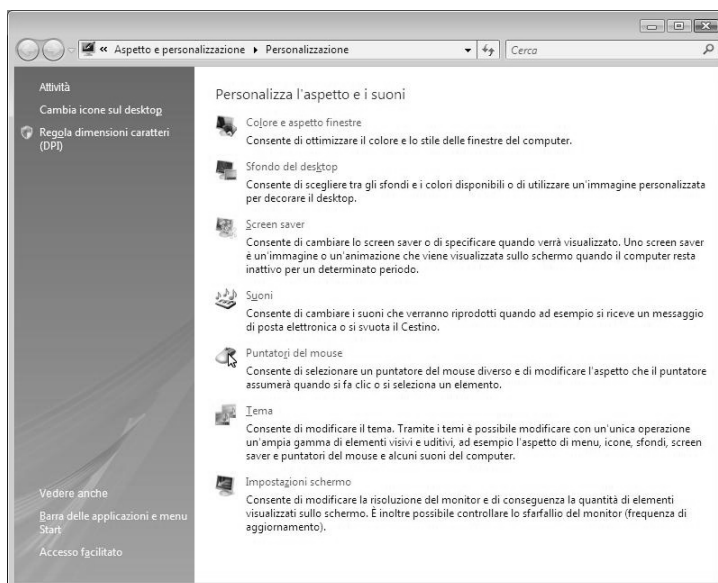 « Aspetto e personalizzazione ▸ Personalizzazione
Cerca
Attività
Cambia icone sul desktop
Regola dimensioni caratteri
(DPI)
Personalizza l'aspetto e i suoni
Colore e aspetto finestre
Consente di ottimizzare il colore e lo stile delle finestre del computer.
Sfondo del desktop
Consente di scegliere tra gli sfondi e i colori disponibili o di utilizzare un'immagine personalizzata
per decorare il desktop.
Screen saver
Consente di cambiare lo screen saver o di specificare quando verrà visualizzato. Uno screen saver
è un'immagine o un'animazione che viene visualizzata sullo schermo quando il computer resta
inattivo per un determinato periodo.
Suoni
Consente di cambiare i suoni che verranno riprodotti quando ad esempio si riceve un messaggio
di posta elettronica o si svuota il Cestino.
Puntatori del mouse
Consente di selezionare un puntatore del mouse diverso e di modificare l'aspetto che il puntatore
assumerà quando si fa clic o si seleziona un elemento.
Tema
Consente di modificare il tema. Tramite i temi è possibile modificare con un'unica operazione
un'ampia gamma di elementi visivi e uditivi, ad esempio l'aspetto di menu, icone, sfondi, screen
saver e puntatori del mouse e alcuni suoni del computer.
Impostazioni schermo
Consente di modificare la risoluzione del monitor e di conseguenza la quantità di elementi
visualizzati sullo schermo. È inoltre possibile controllare lo sfarfallio del monitor (frequenza di
aggiornamento).
Vedere anche
Barra delle applicazioni e menu
Start
Accesso facilitato